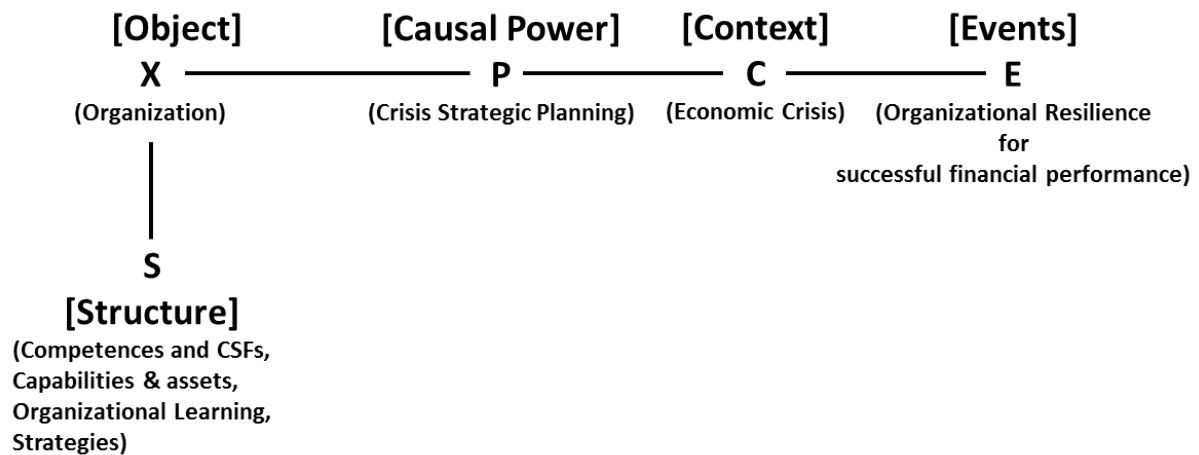 [Object] [Causal Power] [Context] [Events]
X P C E
(Organization) (Crisis Strategic Planning) (Economic Crisis) (Organizational Resilience
for
successful financial performance)
S
[Structure]
(Competences and CSFs,
Capabilities & assets,
Organizational Learning,
Strategies)